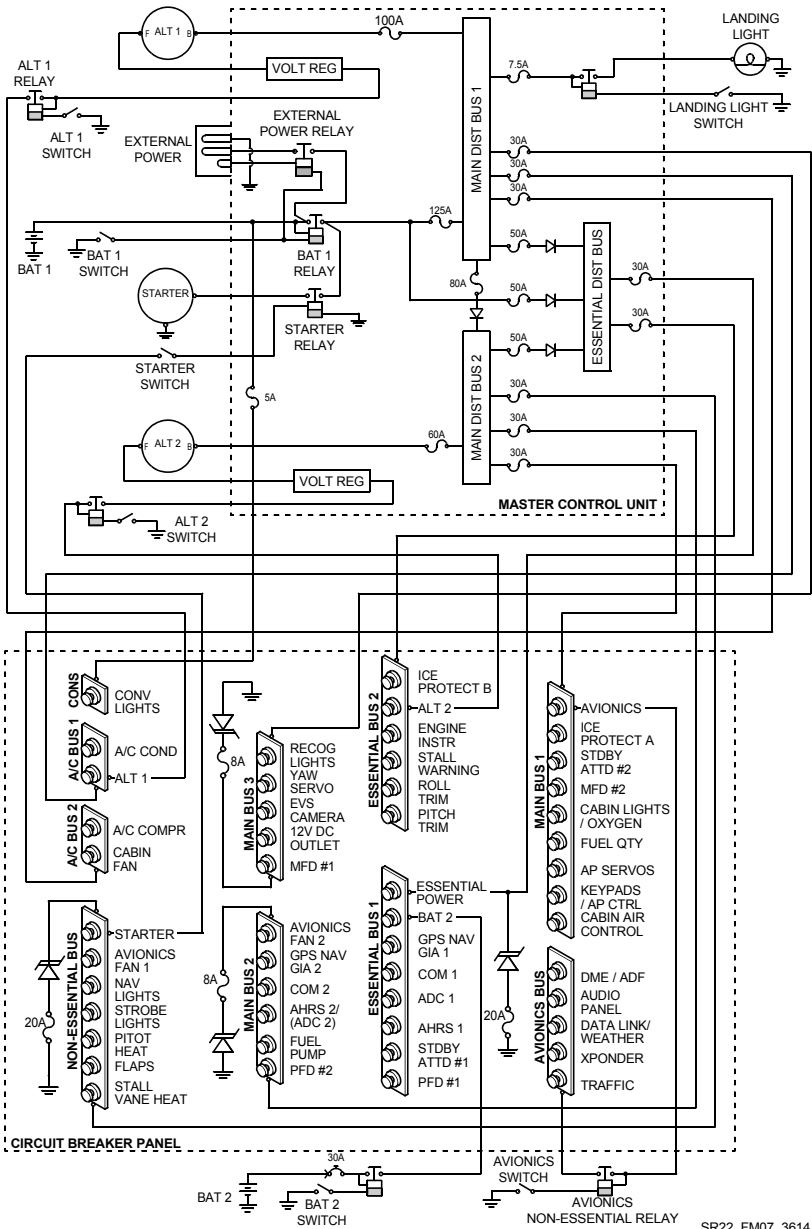 100A
LANDING
LIGHT
F ALT 1 B
VOLT REG
7.5A
ALT 1
RELAY
ALT 1
SWITCH
EXTERNAL
POWER
EXTERNAL
POWER RELAY
MAIN DIST BUS 1
LANDING LIGHT
SWITCH
30A
30A
30A
125A
BAT 1
BAT 1
SWITCH
BAT 1
RELAY
50A
80A
50A
50A
ESSENTIAL DIST BUS
30A
30A
STARTER
STARTER
RELAY
STARTER
SWITCH
5A
MAIN DIST BUS 2
30A
30A
30A
F ALT 2 B
60A
VOLT REG
MASTER CONTROL UNIT
ALT 2
SWITCH
CONS
CONV
LIGHTS
A/C BUS 1
A/C COND
ALT 1
A/C BUS 2
A/C COMPR
CABIN
FAN
8A
MAIN BUS 3
RECOG
LIGHTS
YAW
SERVO
EVS
CAMERA
12V DC
OUTLET
MFD #1
ESSENTIAL BUS 2
ICE
PROTECT B
ALT 2
ENGINE
INSTR
STALL
WARNING
ROLL
TRIM
PITCH
TRIM
MAIN BUS 1
AVIONICS
ICE
PROTECT A
STDBY
ATTD #2
MFD #2
CABIN LIGHTS
/ OXYGEN
FUEL QTY
AP SERVOS
KEYPADS
/ AP CTRL
CABIN AIR
CONTROL
20A
NON-ESSENTIAL BUS
STARTER
AVIONICS
FAN 1
NAV
LIGHTS
STROBE
LIGHTS
PITOT
HEAT
FLAPS
STALL
VANE HEAT
8A
MAIN BUS 2
AVIONICS
FAN 2
GPS NAV
GIA 2
COM 2
AHRS 2/
(ADC 2)
FUEL
PUMP
PFD #2
ESSENTIAL BUS 1
ESSENTIAL
POWER
BAT 2
GPS NAV
GIA 1
COM 1
ADC 1
AHRS 1
STDBY
ATTD #1
PFD #1
20A
AVIONICS BUS
DME / ADF
AUDIO
PANEL
DATA LINK/
WEATHER
XPONDER
TRAFFIC
CIRCUIT BREAKER PANEL
30A
BAT 2
BAT 2
SWITCH
AVIONICS
SWITCH
AVIONICS
NON-ESSENTIAL RELAY
SR22_FM07_3614